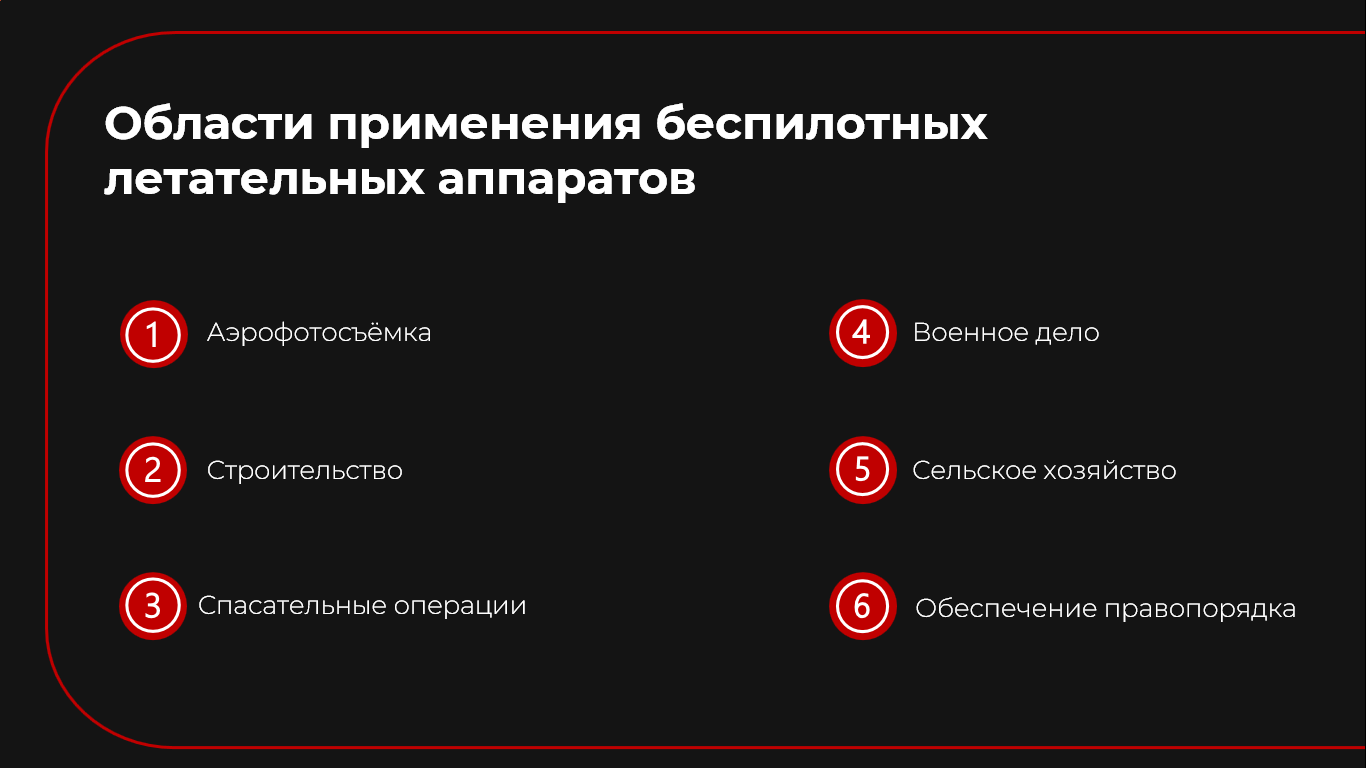 Области применения беспилотных
летательных аппаратов
1 Аэрофотосъёмка
2 Строительство
3 Спасательные операции
4 Военное дело
5 Сельское хозяйство
6 Обеспечение правопорядка